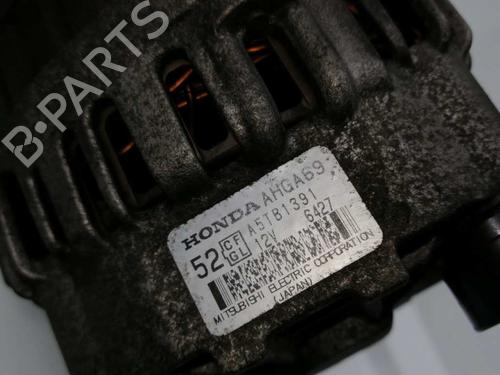 B-PARTS
HONDA AHGA69
52 CF GL A5TB1391
12V 6427
MITSUBISHI ELECTRIC CORPORATION
(JAPAN)